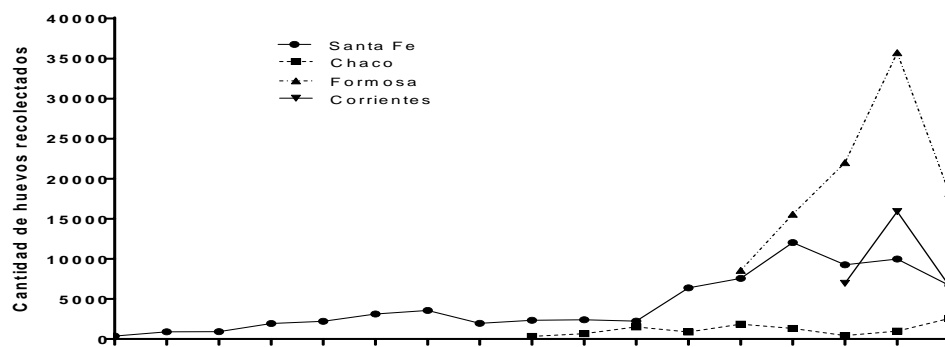 Cantidad de huevos recolectados
40000
35000
30000
25000
20000
15000
10000
5000
0
Santa Fe
Chaco
Formosa
Corrientes